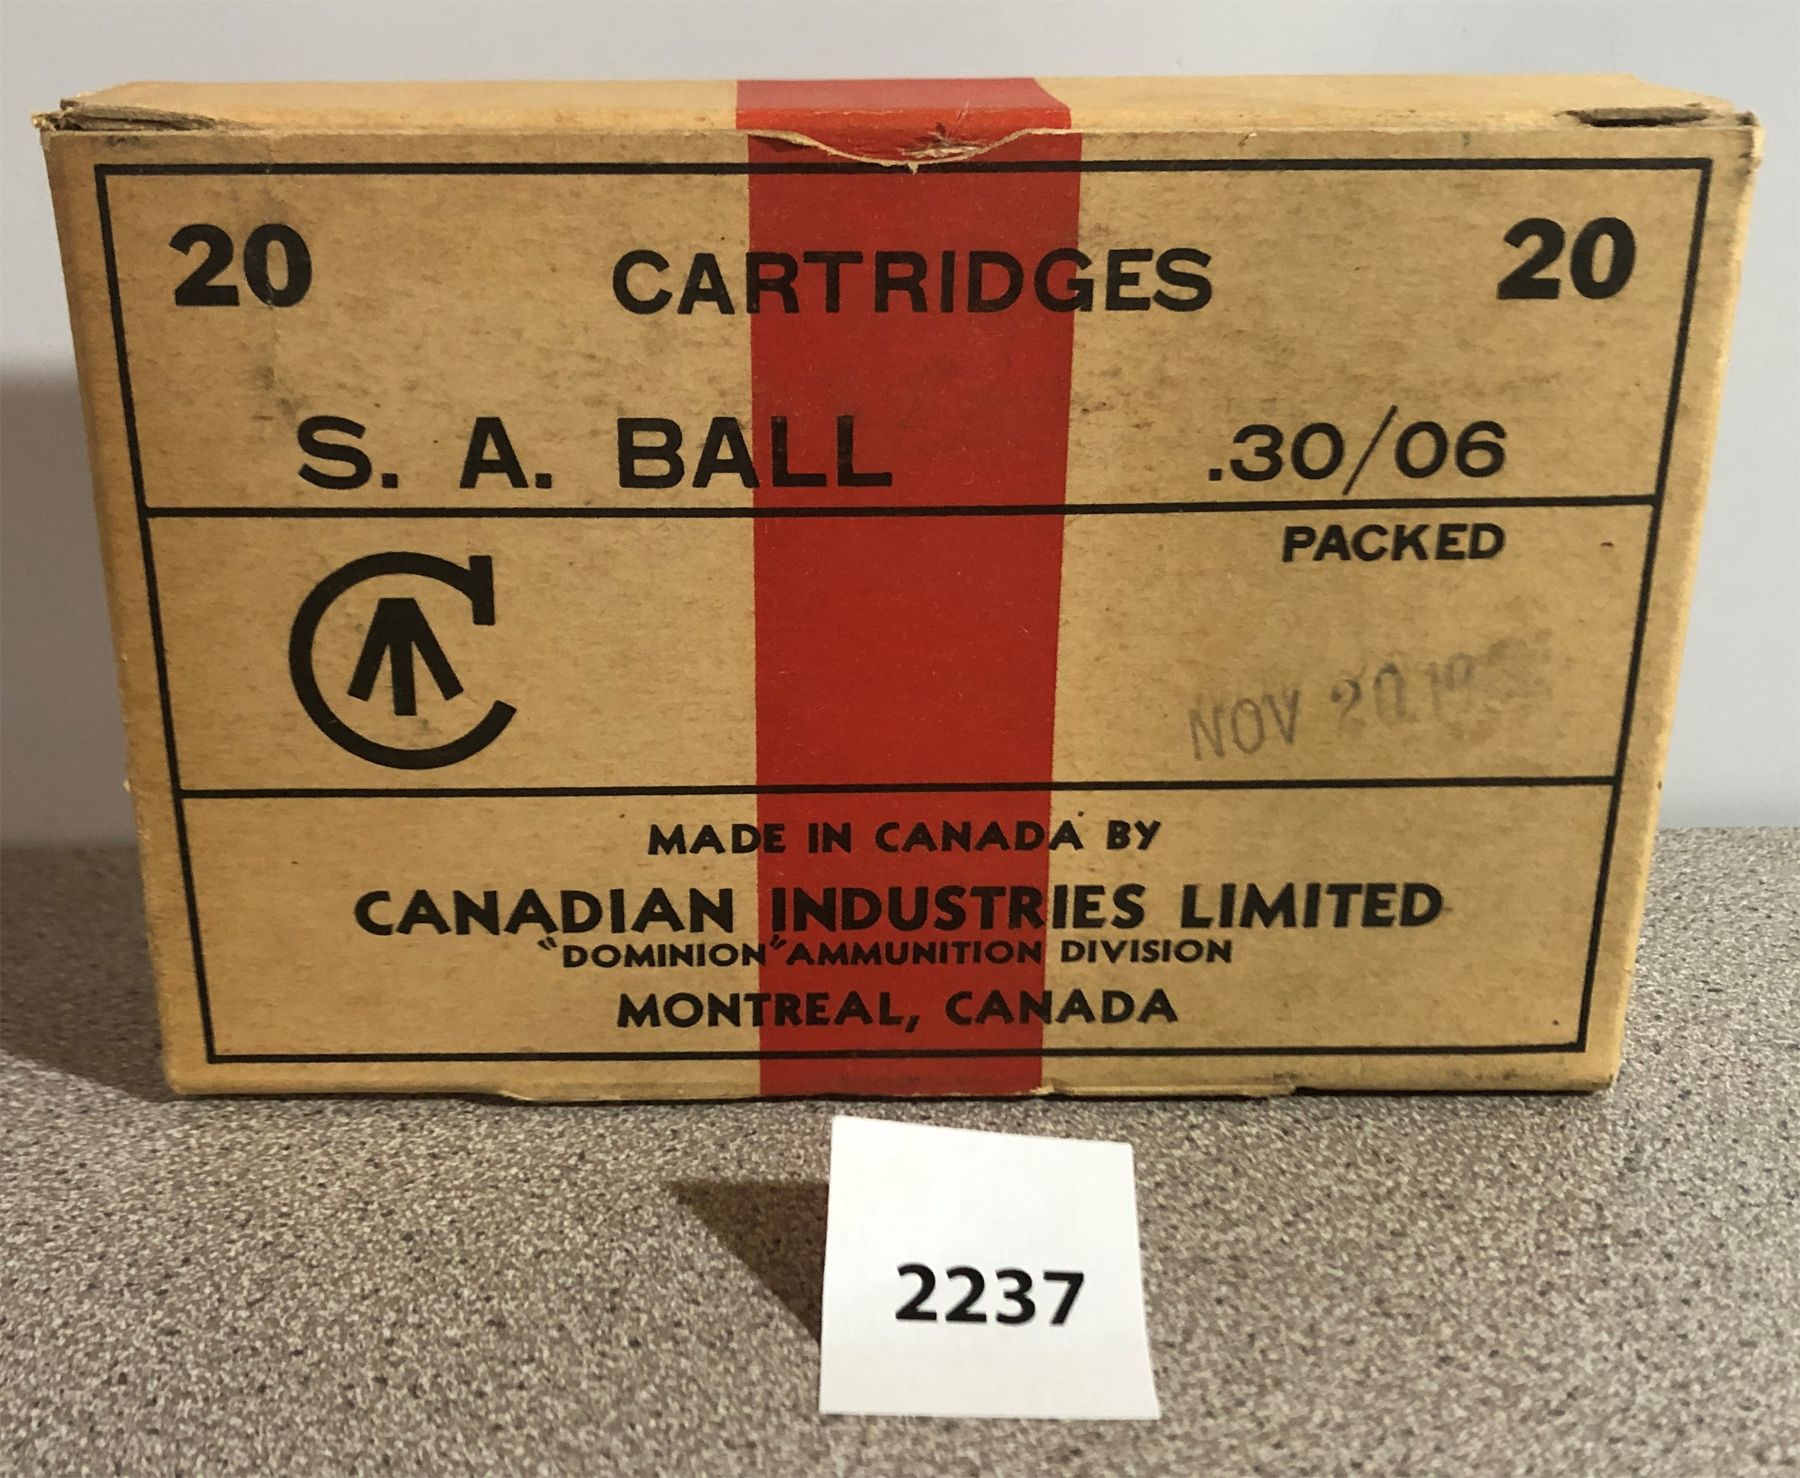 20 CARTRIDGES 20
S. A. BALL .30/06
PACKED
NOV 20
MADE IN CANADA BY
CANADIAN INDUSTRIES LIMITED
"DOMINION" AMMUNITION DIVISION
MONTREAL, CANADA
2237